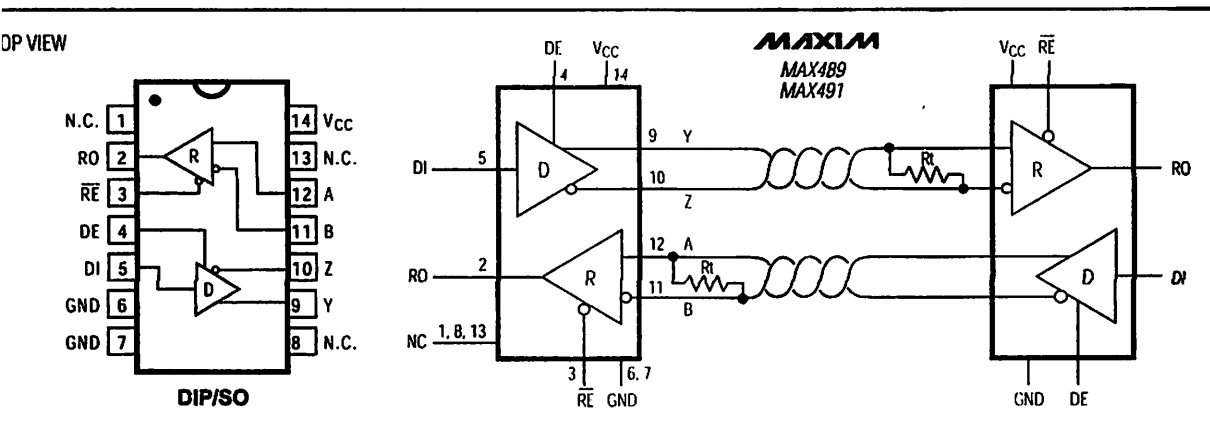 OP VIEW
N.C. 1
RO 2
RE 3
DE 4
DI 5
GND 6
GND 7
14 VCC
13 N.C.
12 A
11 B
10 Z
9 Y
8 N.C.
R
D
DIP/SO
MAXIM
MAX489
MAX491
DE
4
VCC
14
DI
5
D
9 Y
10
Z
Rt
RO
2
R
12 A
11
B
Rt
NC 1, 8, 13
3
RE
6, 7
GND
VCC
RE
R
RO
D
DI
GND
DE